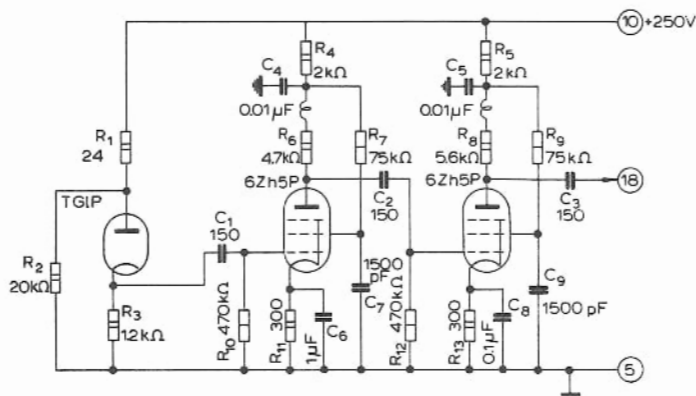 10 +250V
R4
2kΩ
C4
0.01µF
R5
2kΩ
C5
0.01µF
R1
24
R6
4.7kΩ
R7
75kΩ
R8
5.6kΩ
R9
75kΩ
TG1P
6Zh5P
C2
150
6Zh5P
18
C3
150
C1
150
R2
20kΩ
R3
1.2kΩ
R10
470kΩ
R11
300
C6
1µF
1500
pF
C7
R12
470kΩ
R13
300
C8
0.1µF
C9
1500 pF
5